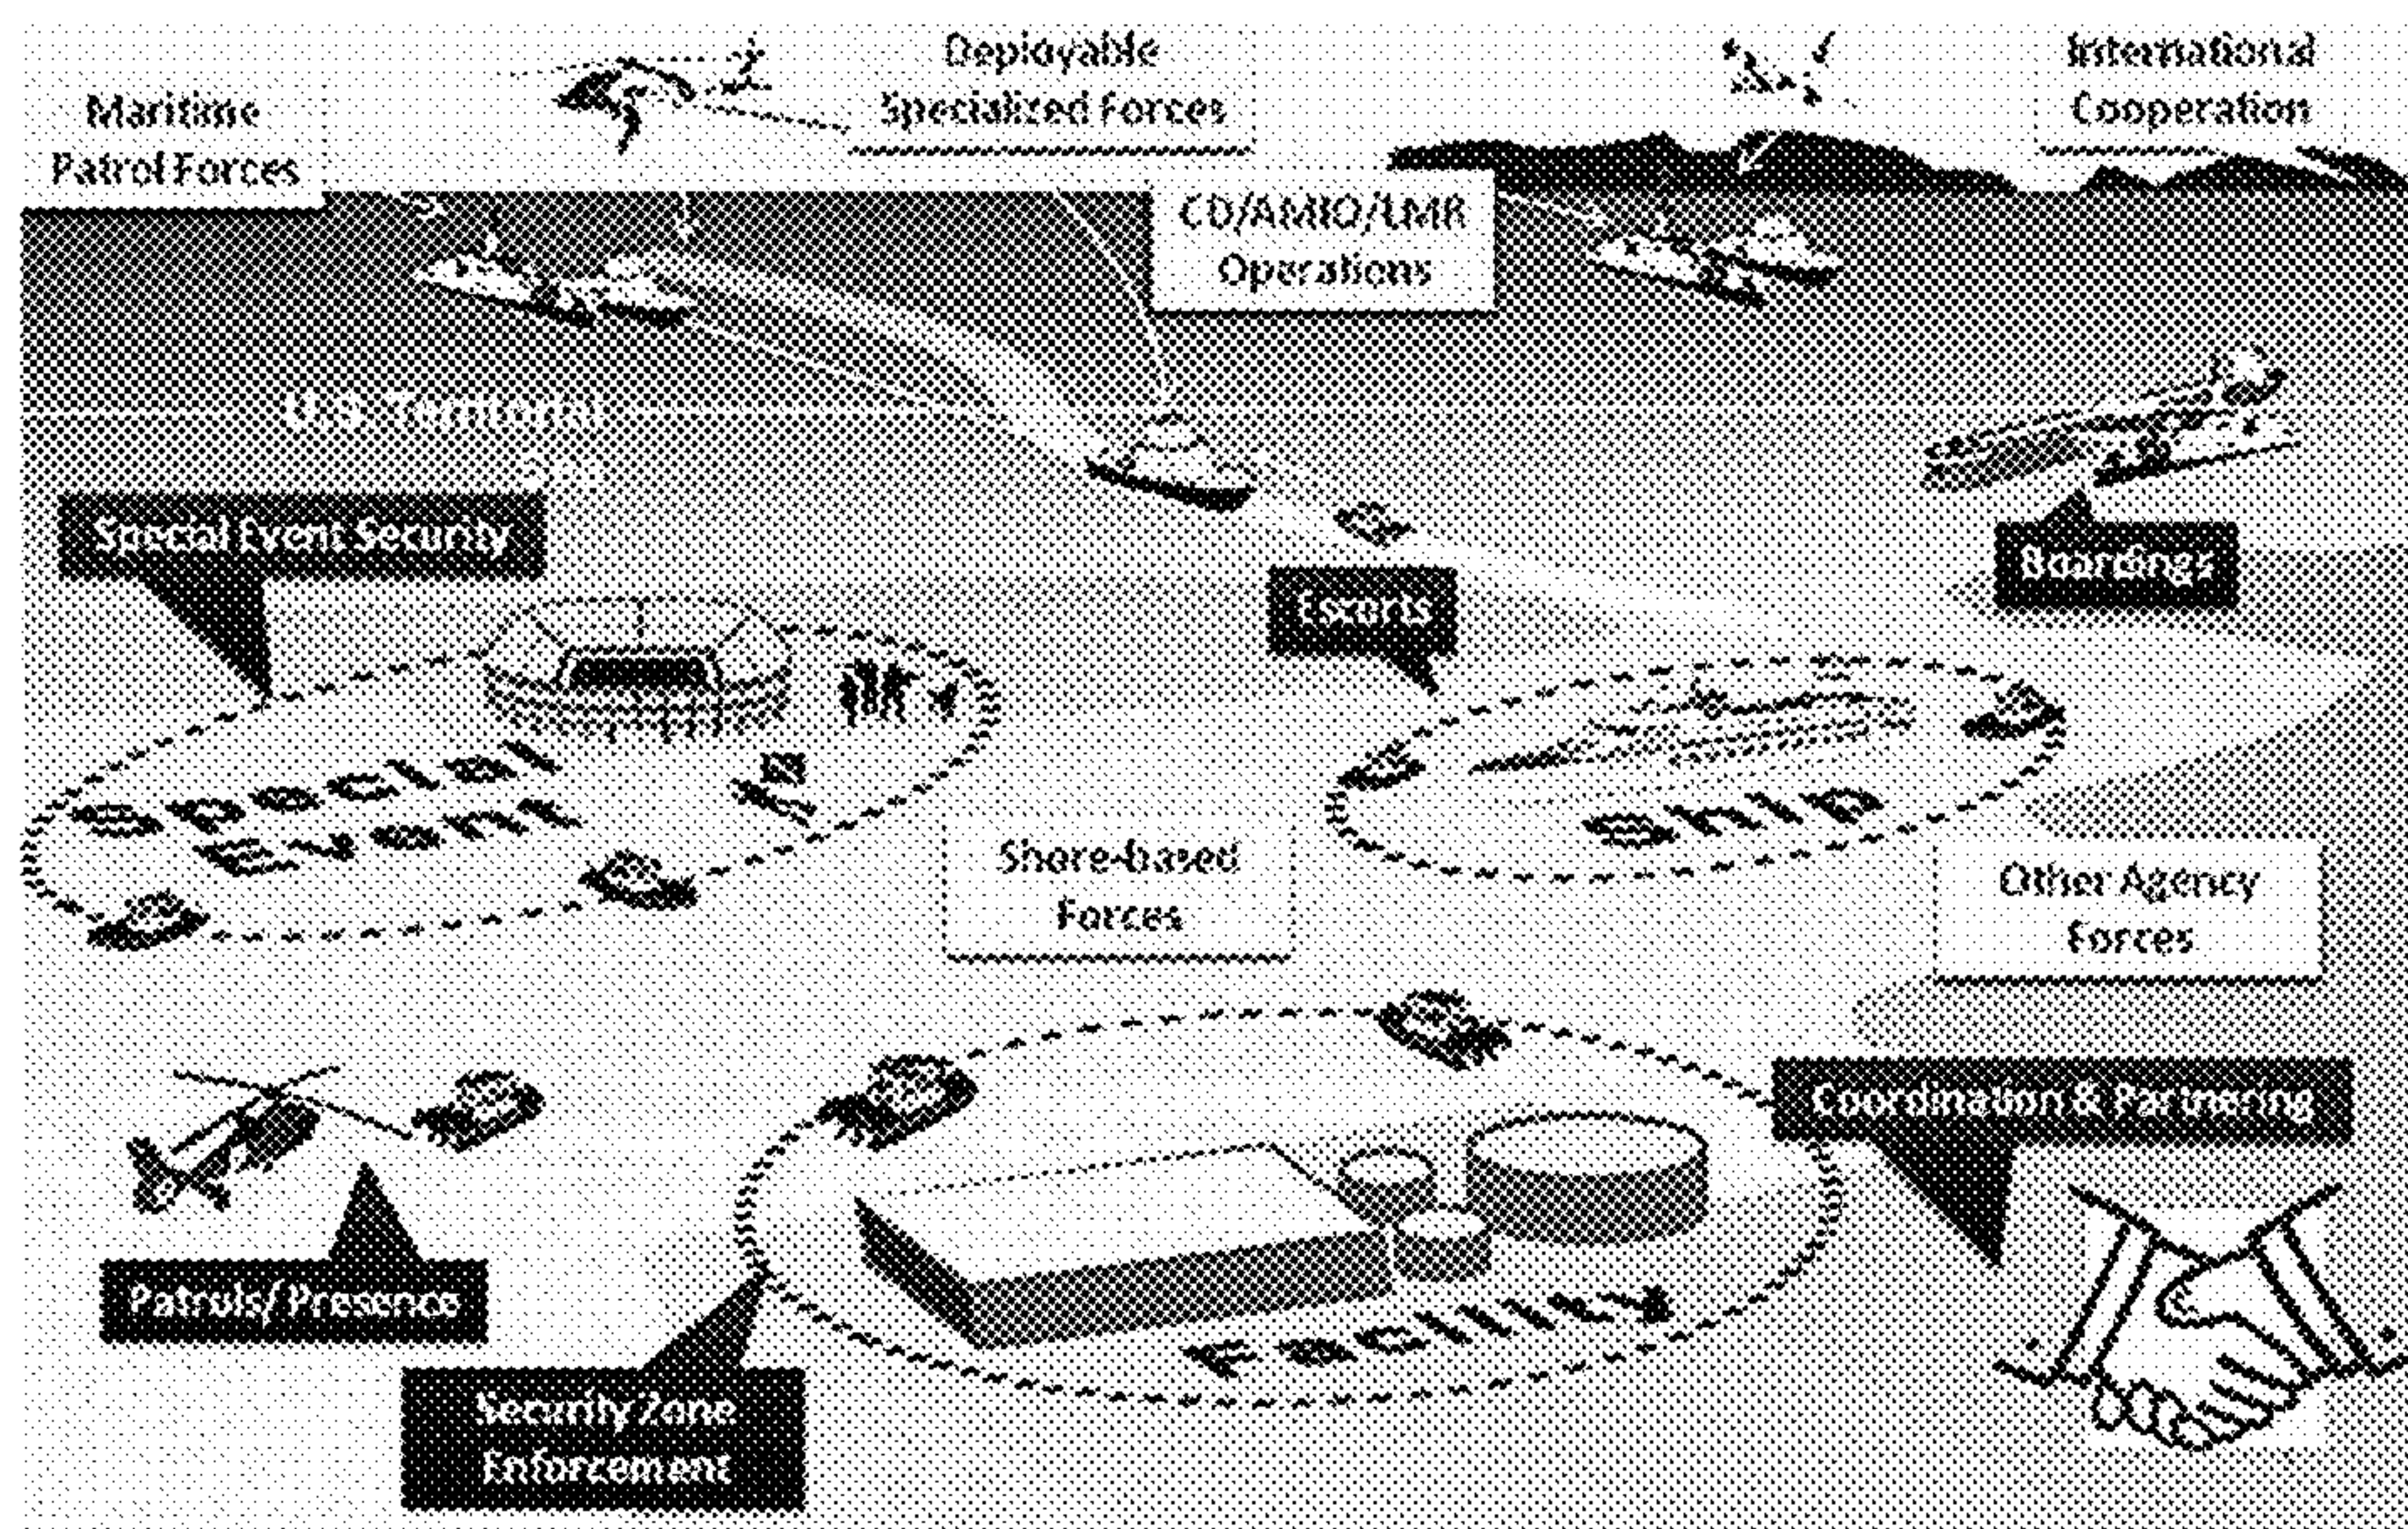 Deployable
Specialized Forces
International
Cooperation
Maritime
Patrol Forces
CD/AMIO/LMR
Operations
U.S. Territorial
Special Event Security
Boardings
Escorts
Shore-based
Forces
Other Agency
Forces
Coordination & Partnering
Patrols/ Presence
Security Zone
Enforcement